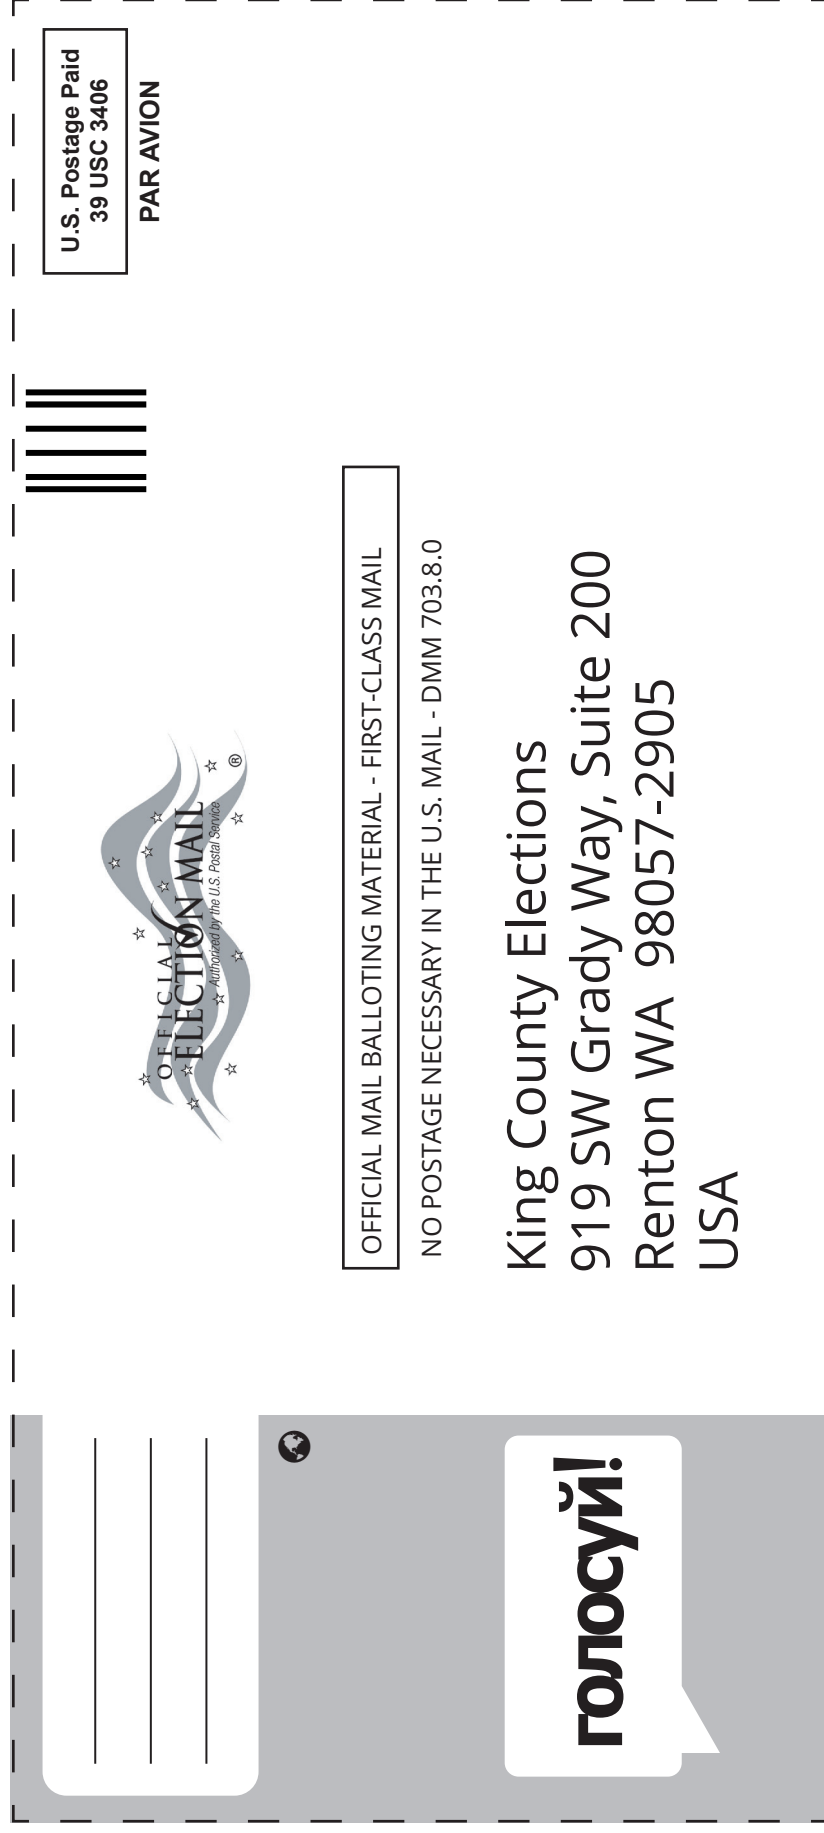 U.S. Postage Paid
39 USC 3406
PAR AVION
OFFICIAL
ELECTION MAIL
Authorized by the U.S. Postal Service
®
OFFICIAL MAIL BALLOTING MATERIAL - FIRST-CLASS MAIL
NO POSTAGE NECESSARY IN THE U.S. MAIL - DMM 703.8.0
King County Elections
919 SW Grady Way, Suite 200
Renton WA 98057-2905
USA
голосуй!